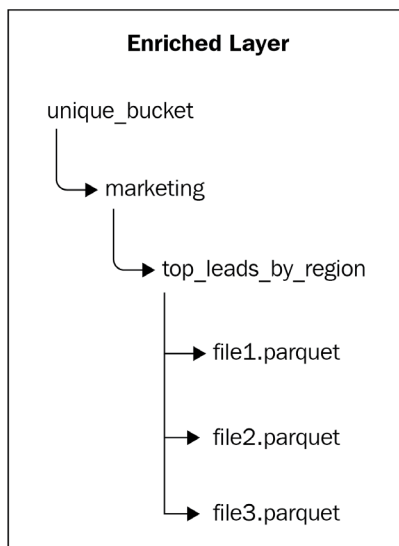 Enriched Layer
unique_bucket
marketing
top_leads_by_region
file1.parquet
file2.parquet
file3.parquet